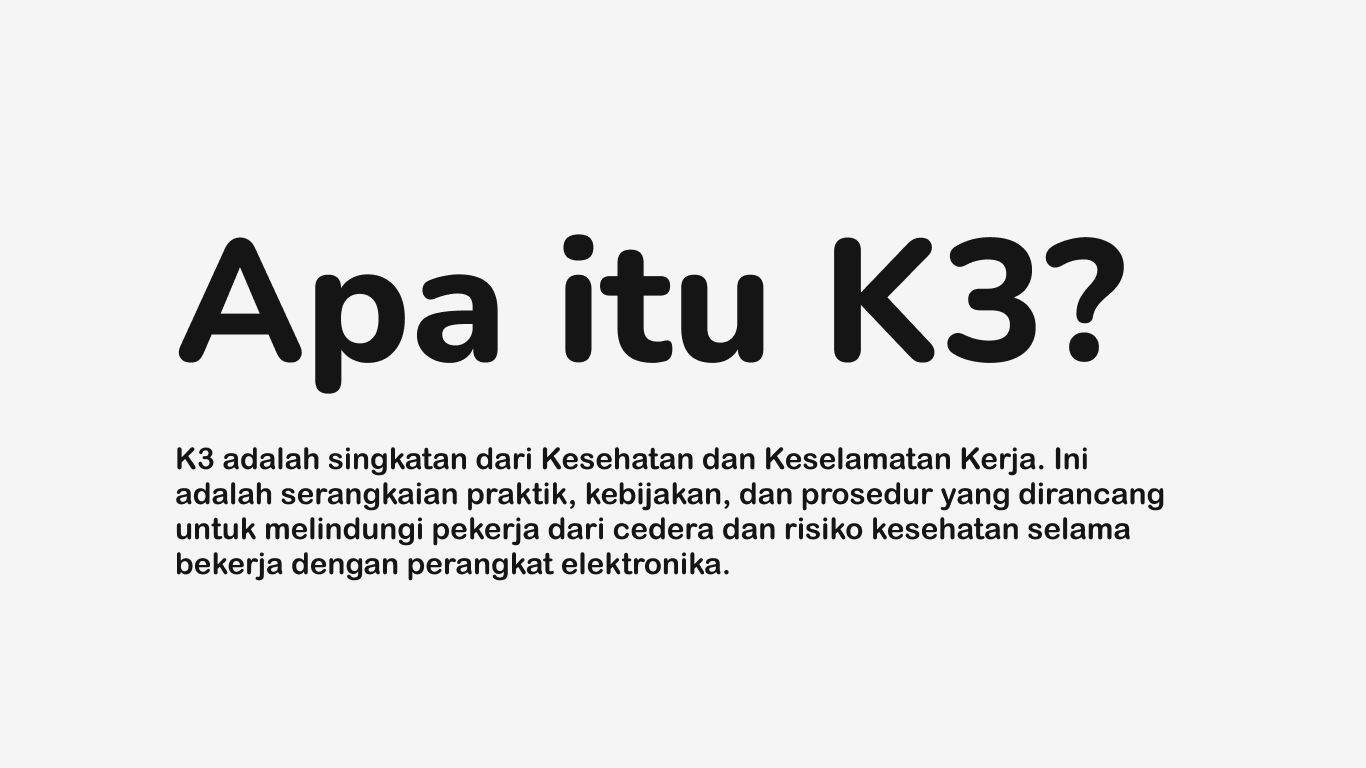 Apa itu K3?
K3 adalah singkatan dari Kesehatan dan Keselamatan Kerja. Ini
adalah serangkaian praktik, kebijakan, dan prosedur yang dirancang
untuk melindungi pekerja dari cedera dan risiko kesehatan selama
bekerja dengan perangkat elektronika.